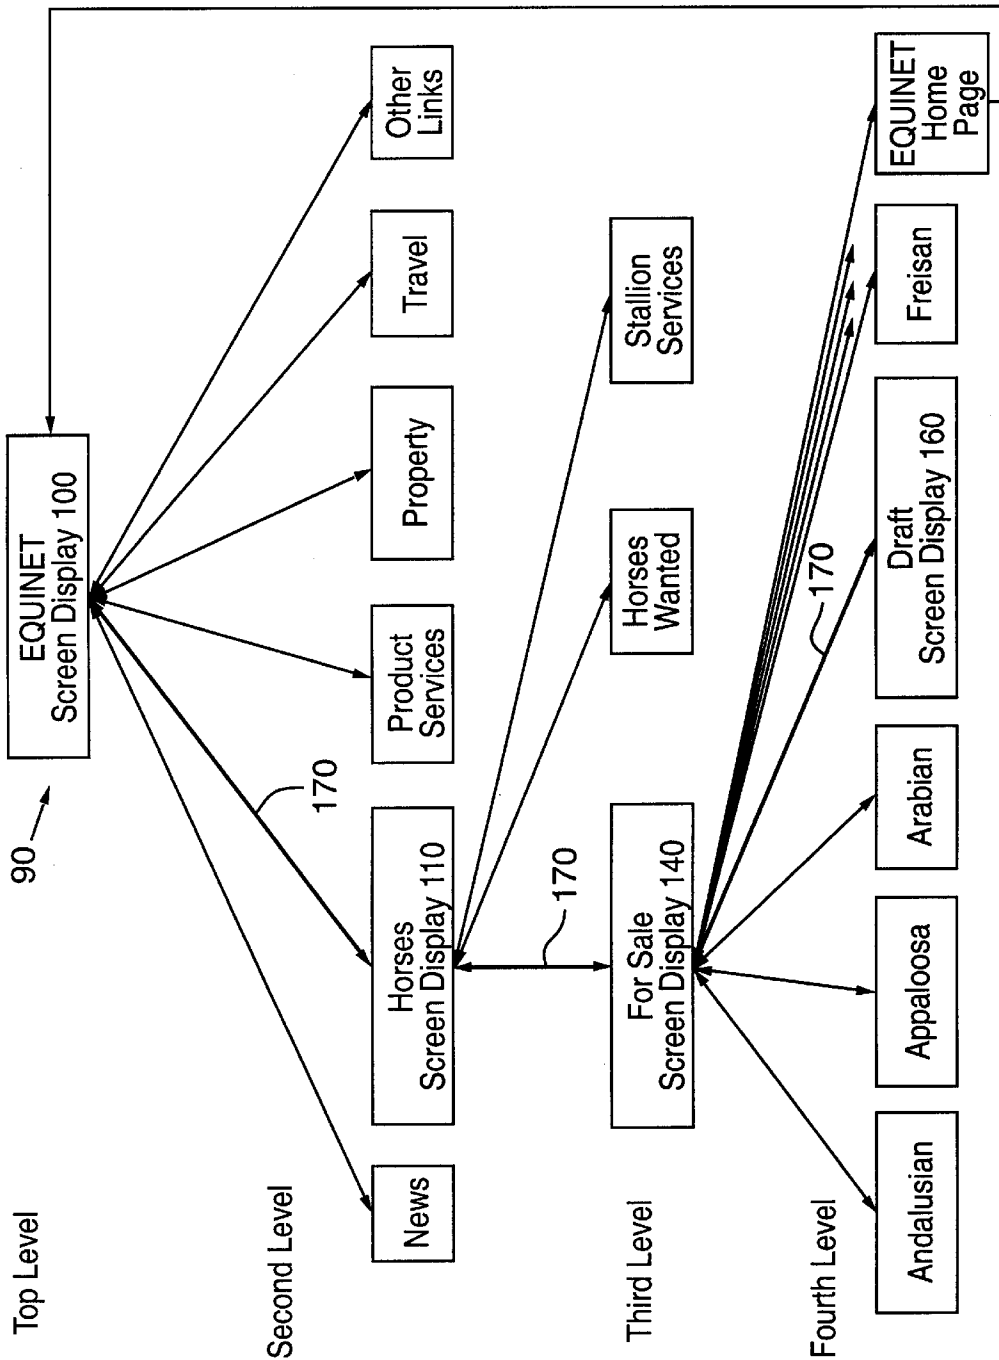 90
Top Level
EQUINET
Screen Display 100
Second Level
News
Horses
Screen Display 110
Product
Services
Property
Travel
Other
Links
170
170
Third Level
For Sale
Screen Display 140
Horses
Wanted
Stallion
Services
170
Fourth Level
Andalusian
Appaloosa
Arabian
Draft
Screen Display 160
Freisan
EQUINET
Home
Page